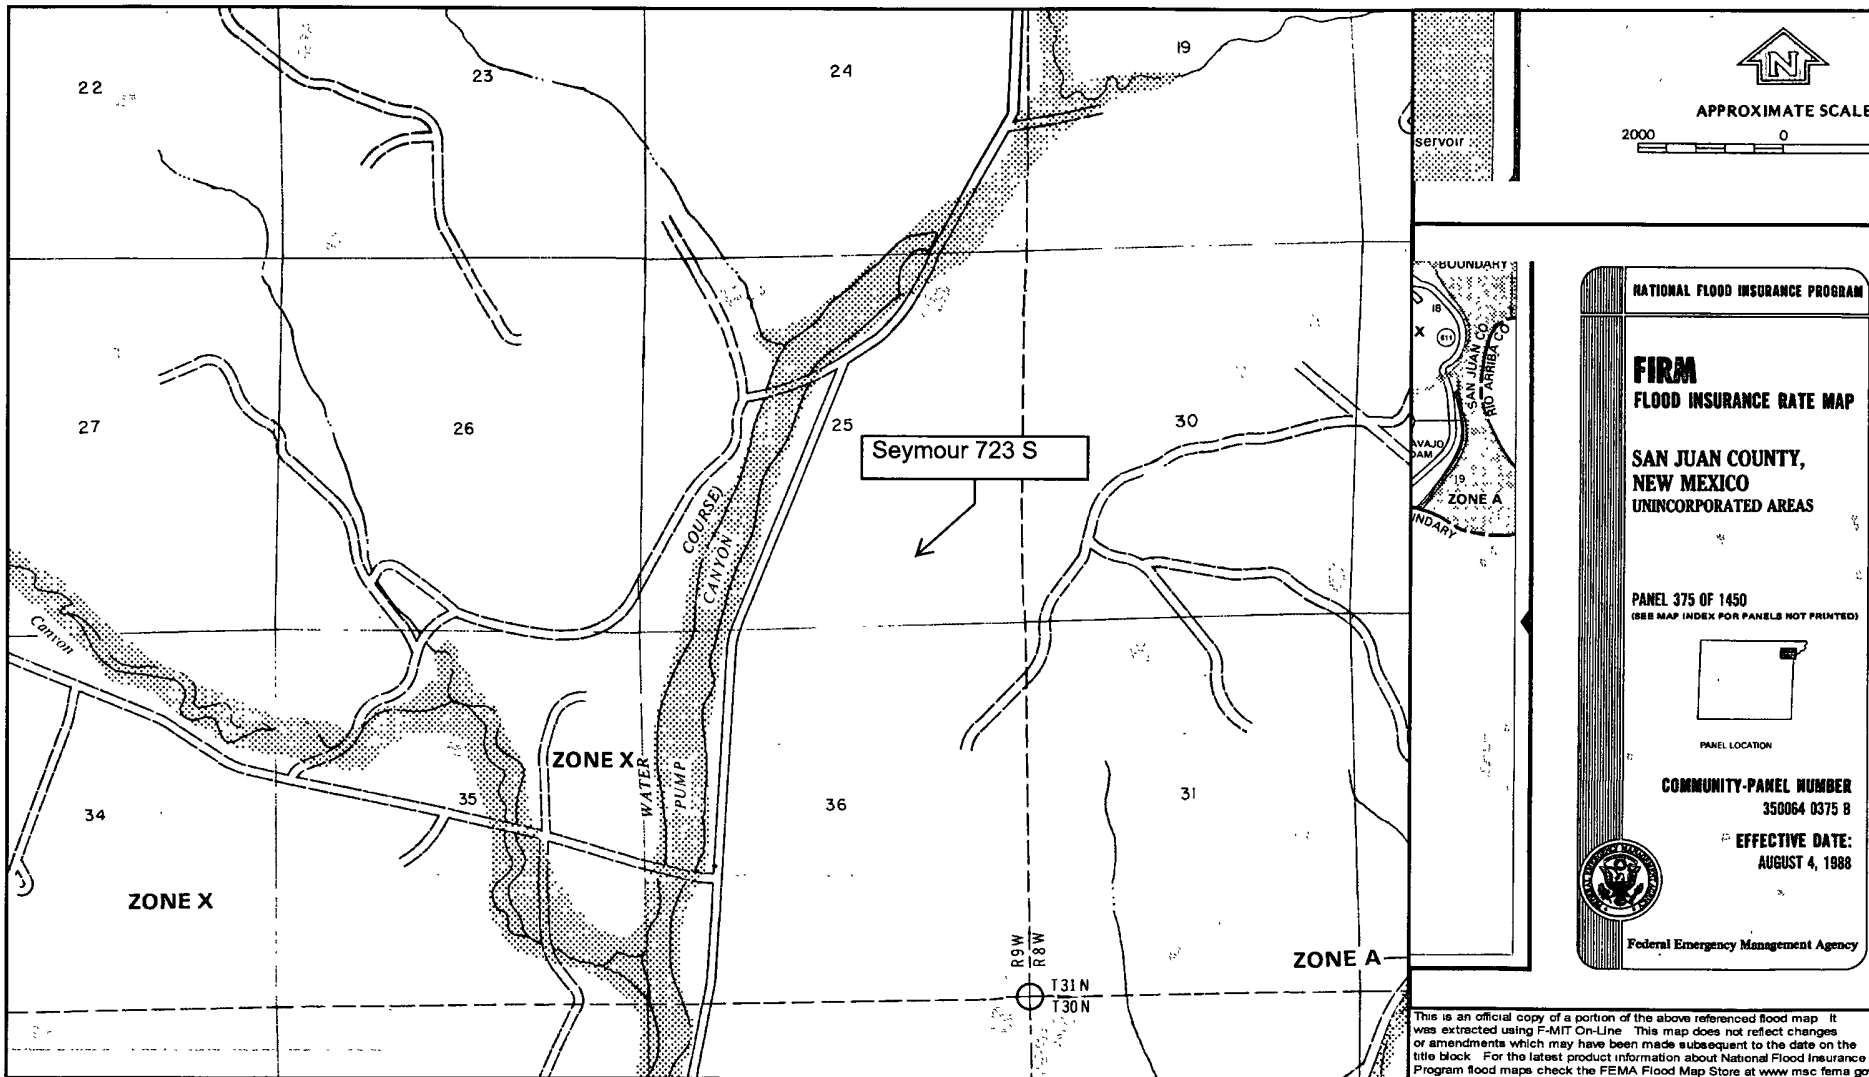 22
23
24
19
27
26
25
30
Seymour 723 S
COURSE)
CANYON
Canyon
34
35
ZONE X
WATER
PUMP
36
31
ZONE X
ZONE A
R9W
R8W
T31N
T30N
servoir
N
APPROXIMATE SCALE
2000
0
BOUNDARY
18
X
511
SAN JUAN CO
RIO ARRIBA CO
AVAJO
DAM
19
ZONE A
UNDARY
NATIONAL FLOOD INSURANCE PROGRAM
FIRM
FLOOD INSURANCE RATE MAP
SAN JUAN COUNTY,
NEW MEXICO
UNINCORPORATED AREAS
PANEL 375 OF 1450
(SEE MAP INDEX FOR PANELS NOT PRINTED)
PANEL LOCATION
COMMUNITY-PANEL NUMBER
350064 0375 B
EFFECTIVE DATE:
AUGUST 4, 1988
Federal Emergency Management Agency
This is an official copy of a portion of the above referenced flood map It
was extracted using F-MIT On-Line This map does not reflect changes
or amendments which may have been made subsequent to the date on the
title block For the latest product information about National Flood Insurance
Program flood maps check the FEMA Flood Map Store at www msc fema go